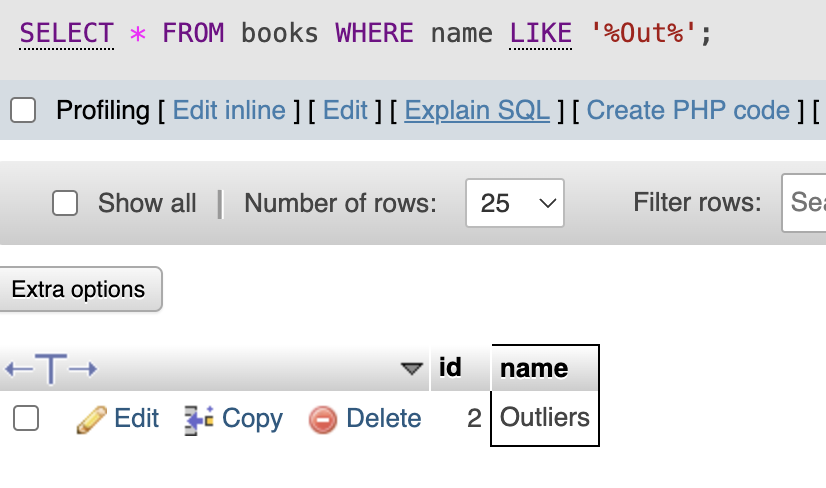 SELECT * FROM books WHERE name LIKE '%Out%';
Profiling [ Edit inline ] [ Edit ] [ Explain SQL ] [ Create PHP code ] [
Show all | Number of rows: 25 Filter rows:
Extra options
id name
Edit Copy Delete 2 Outliers